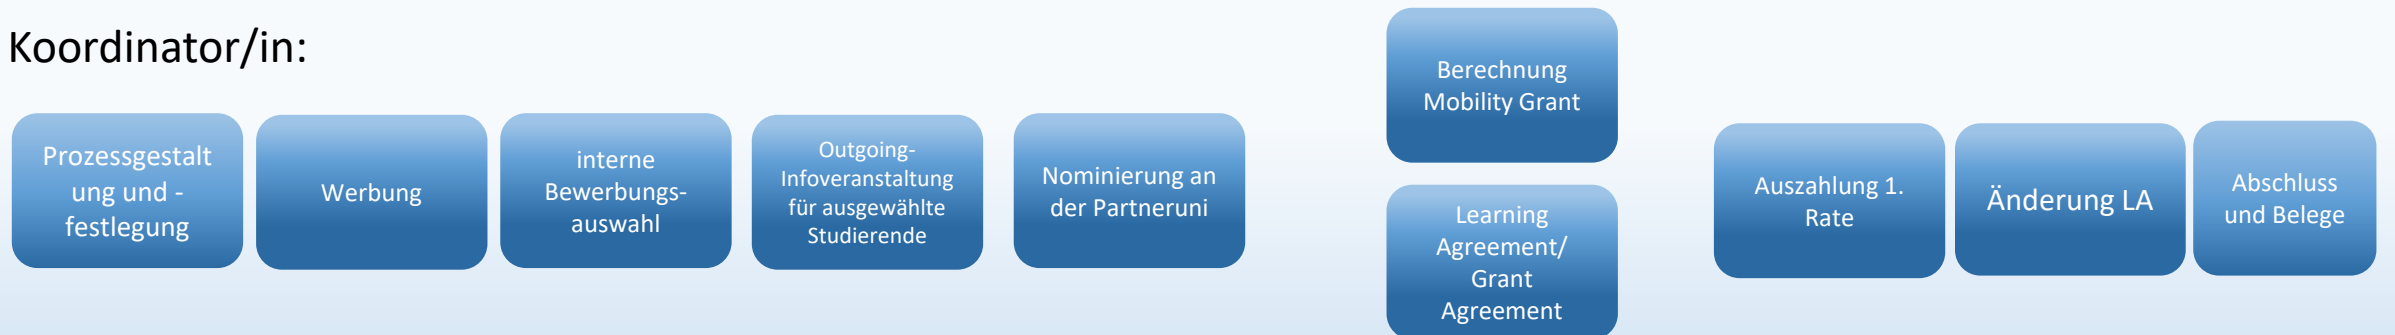 Koordinator/in:
Prozessgestalt
ung und -
festlegung
Werbung
interne
Bewerbungs-
auswahl
Outgoing-
Infoveranstaltung
für ausgewählte
Studierende
Nominierung an
der Partneruni
Berechnung
Mobility Grant
Learning
Agreement/
Grant
Agreement
Auszahlung 1.
Rate
Änderung LA
Abschluss
und Belege